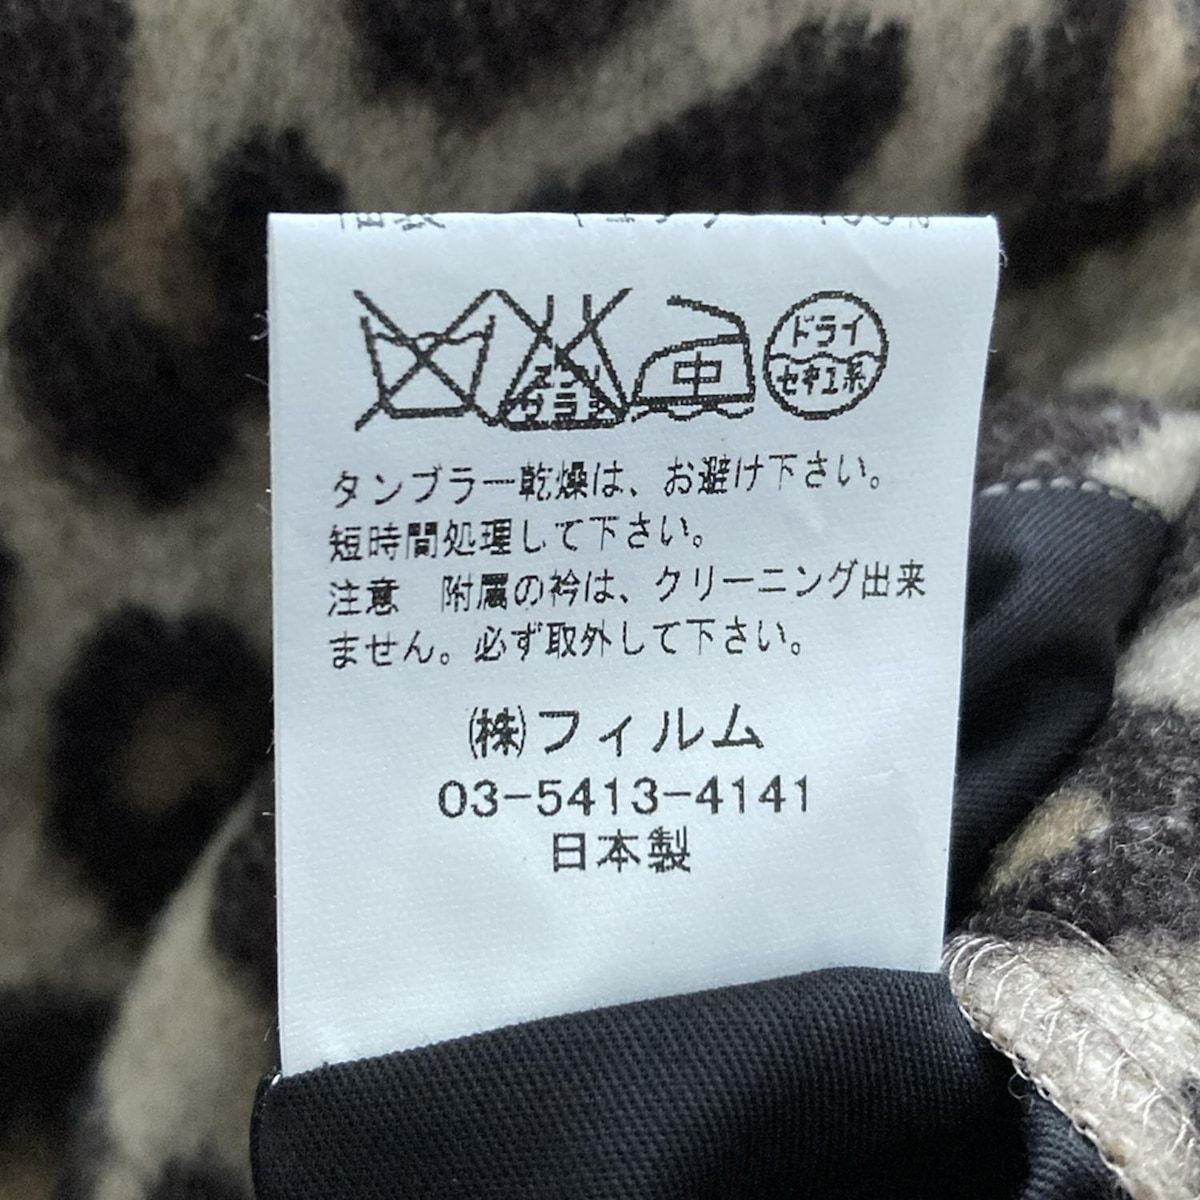 中
ドライ
セキユ系
タンブラー乾燥は、お避け下さい。
短時間処理して下さい。
注意　附属の衿は、クリーニング出来
ません。必ず取外して下さい。
(株)フィルム
03-5413-4141
日本製